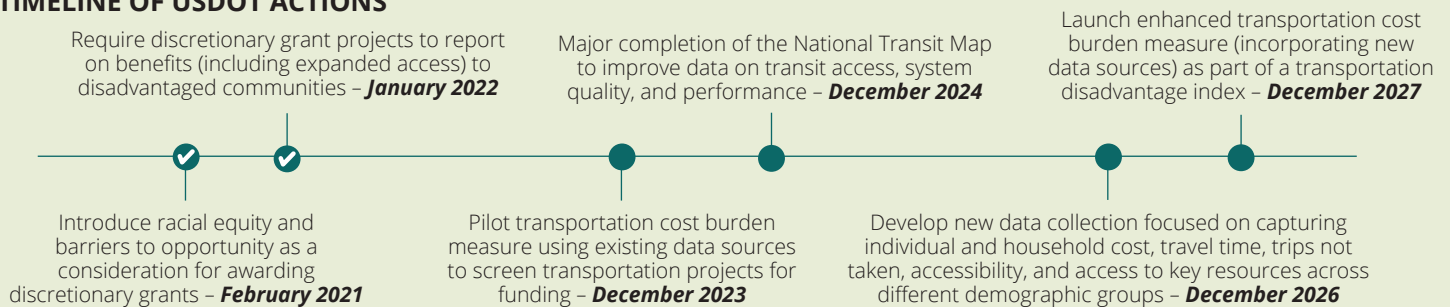 TIMELINE OF USDOT ACTIONS
Require discretionary grant projects to report
on benefits (including expanded access) to
disadvantaged communities – January 2022
Major completion of the National Transit Map
to improve data on transit access, system
quality, and performance – December 2024
Launch enhanced transportation cost
burden measure (incorporating new
data sources) as part of a transportation
disadvantage index – December 2027
Introduce racial equity and
barriers to opportunity as a
consideration for awarding
discretionary grants – February 2021
Pilot transportation cost burden
measure using existing data sources
to screen transportation projects for
funding – December 2023
Develop new data collection focused on capturing
individual and household cost, travel time, trips not
taken, accessibility, and access to key resources across
different demographic groups – December 2026